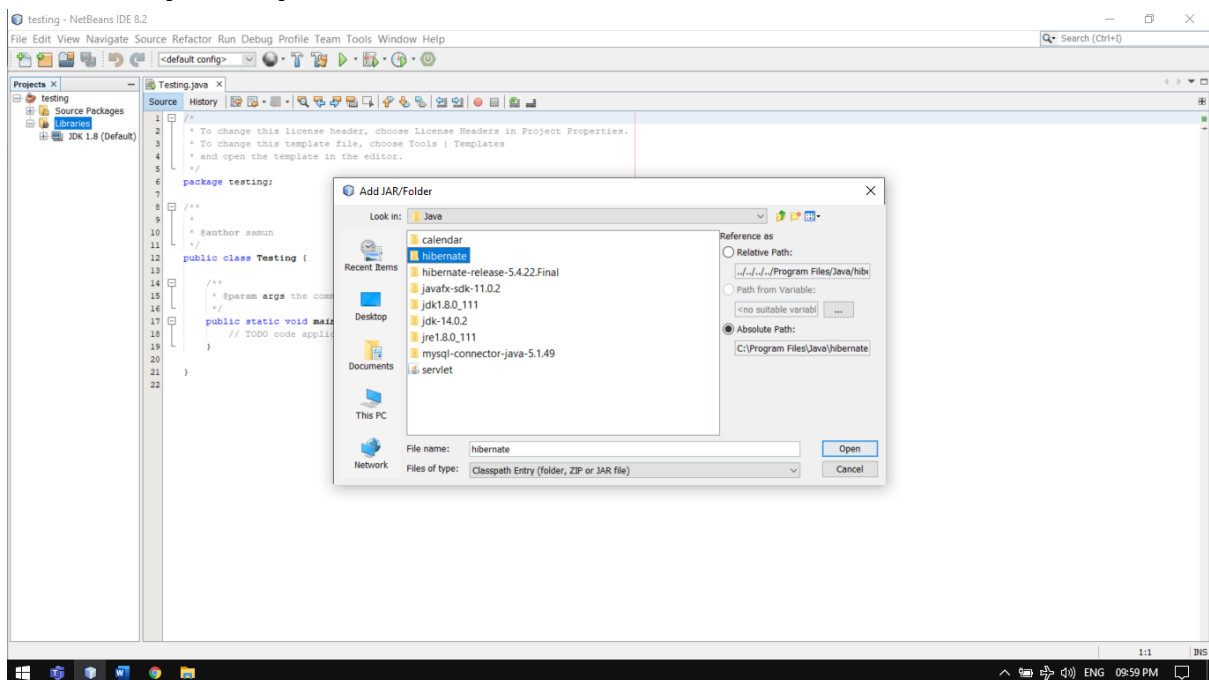 testing - NetBeans IDE 8.2
File Edit View Navigate Source Refactor Run Debug Profile Team Tools Window Help
Search (Ctrl+I)
<default config>
Projects
Testing.java
testing
Source Packages
Libraries
JDK 1.8 (Default)
Source History
1 /*
2 * To change this license header, choose License Headers in Project Properties.
3 * To change this template file, choose Tools | Templates
4 * and open the template in the editor.
5 */
6 package testing;
7
8 /**
9 *
10 * @author samun
11 */
12 public class Testing {
13
14 /**
15 * @param args the comm
16 */
17 public static void main
18 // TODO code applic
19 }
20
21 }
22
Add JAR/Folder
Look in: Java
Recent Items
Desktop
Documents
This PC
Network
calendar
hibernate
hibernate-release-5.4.22.Final
javafx-sdk-11.0.2
jdk1.8.0_111
jdk-14.0.2
jre1.8.0_111
mysql-connector-java-5.1.49
servlet
Reference as
Relative Path:
../../../../Program Files/Java/hibe
Path from Variable:
<no suitable variabl ...
Absolute Path:
C:\Program Files\Java\hibernate
File name: hibernate Open
Files of type: Classpath Entry (folder, ZIP or JAR file) Cancel
1:1 INS
ENG 09:59 PM